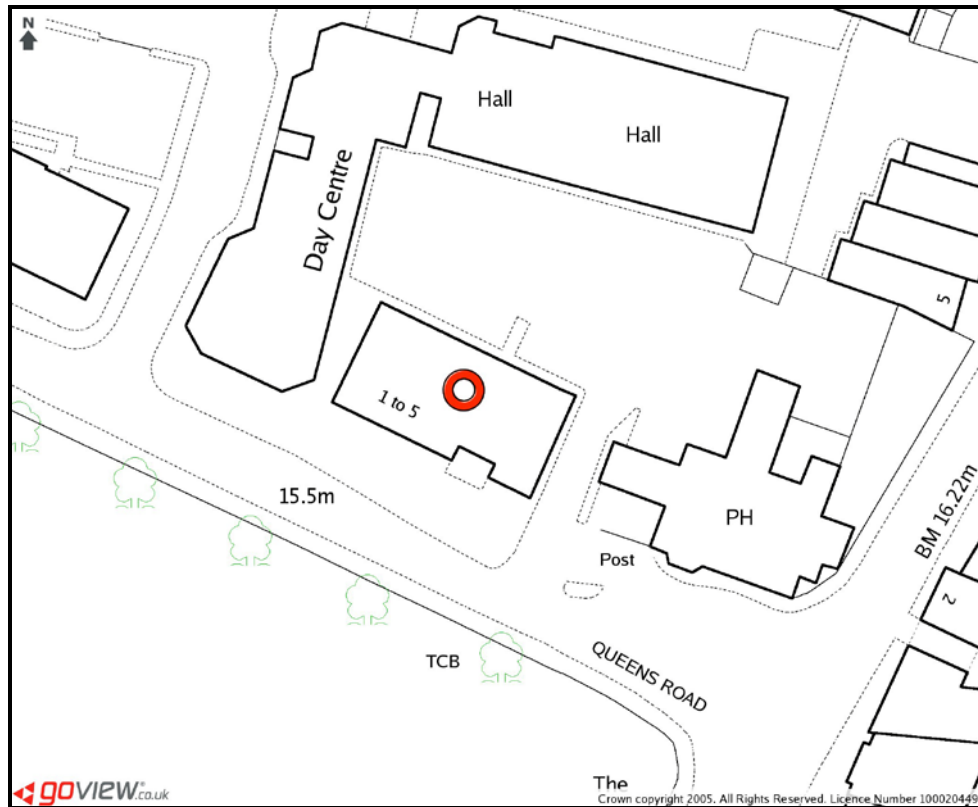 N
Hall
Hall
Day Centre
5
1 to 5
15.5m
PH
BM 16.22m
Post
2
TCB
QUEENS ROAD
The
goview.co.uk
Crown copyright 2005. All Rights Reserved. Licence Number 100020449